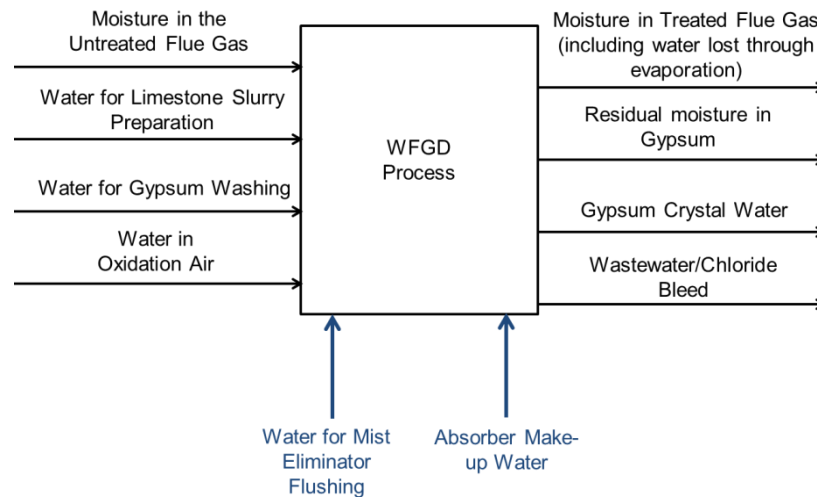 Moisture in the
Untreated Flue Gas
Water for Limestone Slurry
Preparation
Water for Gypsum Washing
Water in
Oxidation Air
WFGD
Process
Moisture in Treated Flue Gas
(including water lost through
evaporation)
Residual moisture in
Gypsum
Gypsum Crystal Water
Wastewater/Chloride
Bleed
Water for Mist
Eliminator
Flushing
Absorber Make-
up Water